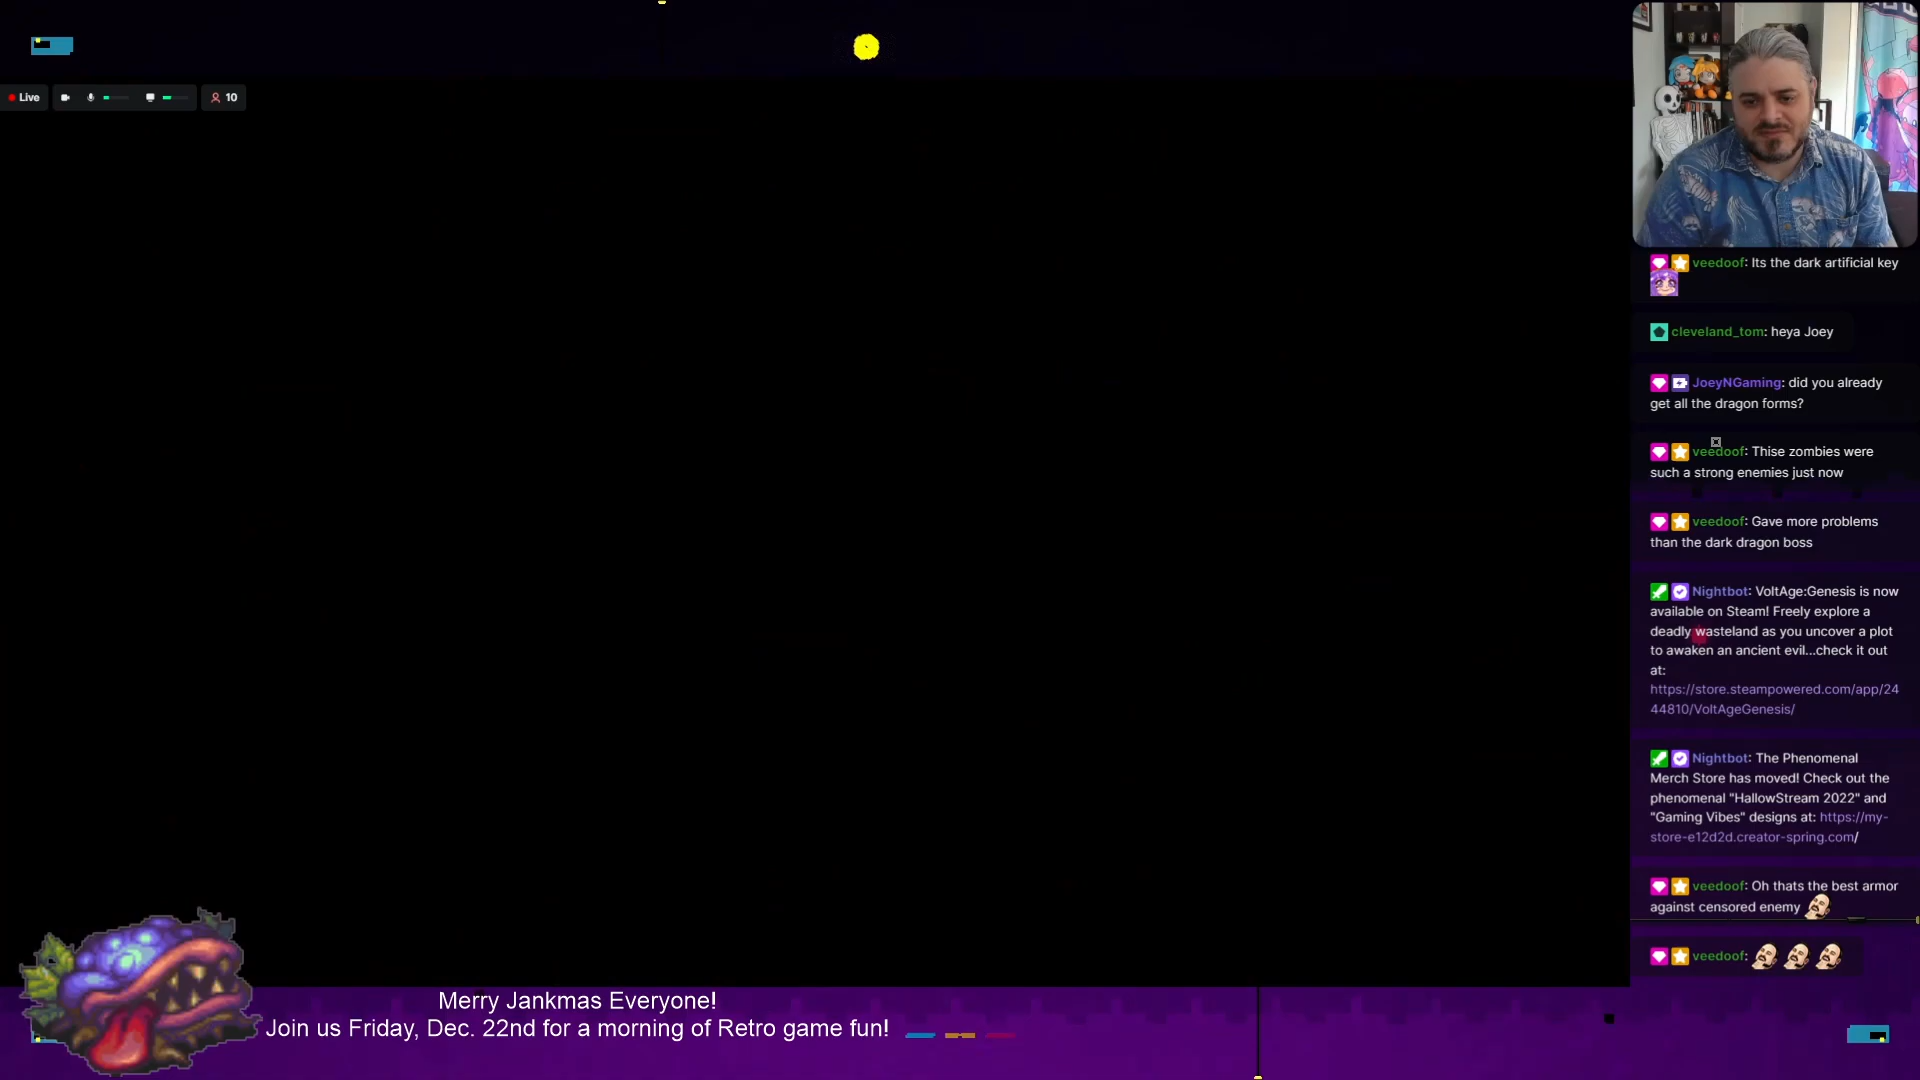 Live
10
veedoof: Its the dark artificial key
cleveland_tom: heya Joey
JoeyNGaming: did you already
get all the dragon forms?
veedoof: Thise zombies were
such a strong enemies just now
veedoof: Gave more problems
than the dark dragon boss
Nightbot: VoltAge:Genesis is now
available on Steam! Freely explore a
deadly wasteland as you uncover a plot
to awaken an ancient evil...check it out
at:
https://store.steampowered.com/app/24
44810/VoltAgeGenesis/
Nightbot: The Phenomenal
Merch Store has moved! Check out the
phenomenal "HallowStream 2022" and
"Gaming Vibes" designs at: https://my-
store-e12d2d.creator-spring.com/
veedoof: Oh thats the best armor
against censored enemy
veedoof:
Merry Jankmas Everyone!
Join us Friday, Dec. 22nd for a morning of Retro game fun!